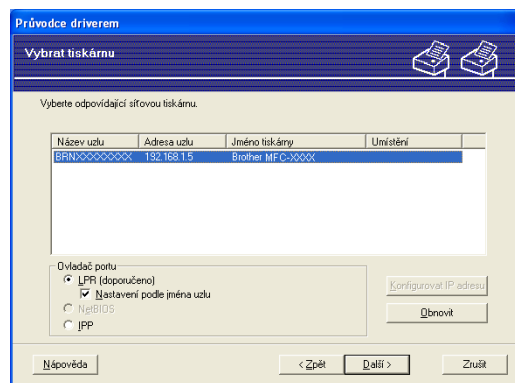 Průvodce driverem
Vybrat tiskárnu
Vyberte odpovídající síťovou tiskárnu.
Název uzlu Adresa uzlu Jméno tiskárny Umístění
BRNXXXXXXXX 192.168.1.5 Brother MFC-XXXX
Ovladač portu
LPR (doporučeno)
Nastavení podle jména uzlu
NetBIOS
IPP
Konfigurovat IP adresu
Obnovit
Nápověda < Zpět Další > Zrušit